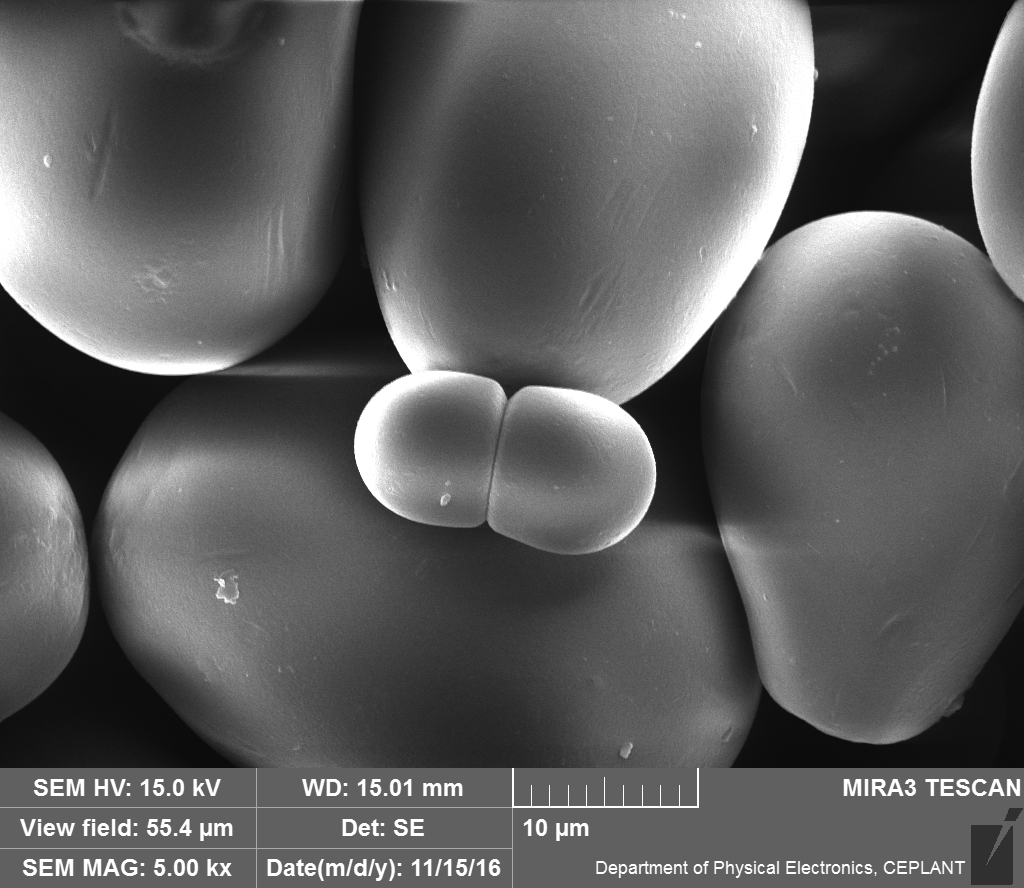 SEM HV: 15.0 kV
WD: 15.01 mm
MIRA3 TESCAN
View field: 55.4 µm
Det: SE
10 µm
SEM MAG: 5.00 kx
Date(m/d/y): 11/15/16
Department of Physical Electronics, CEPLANT